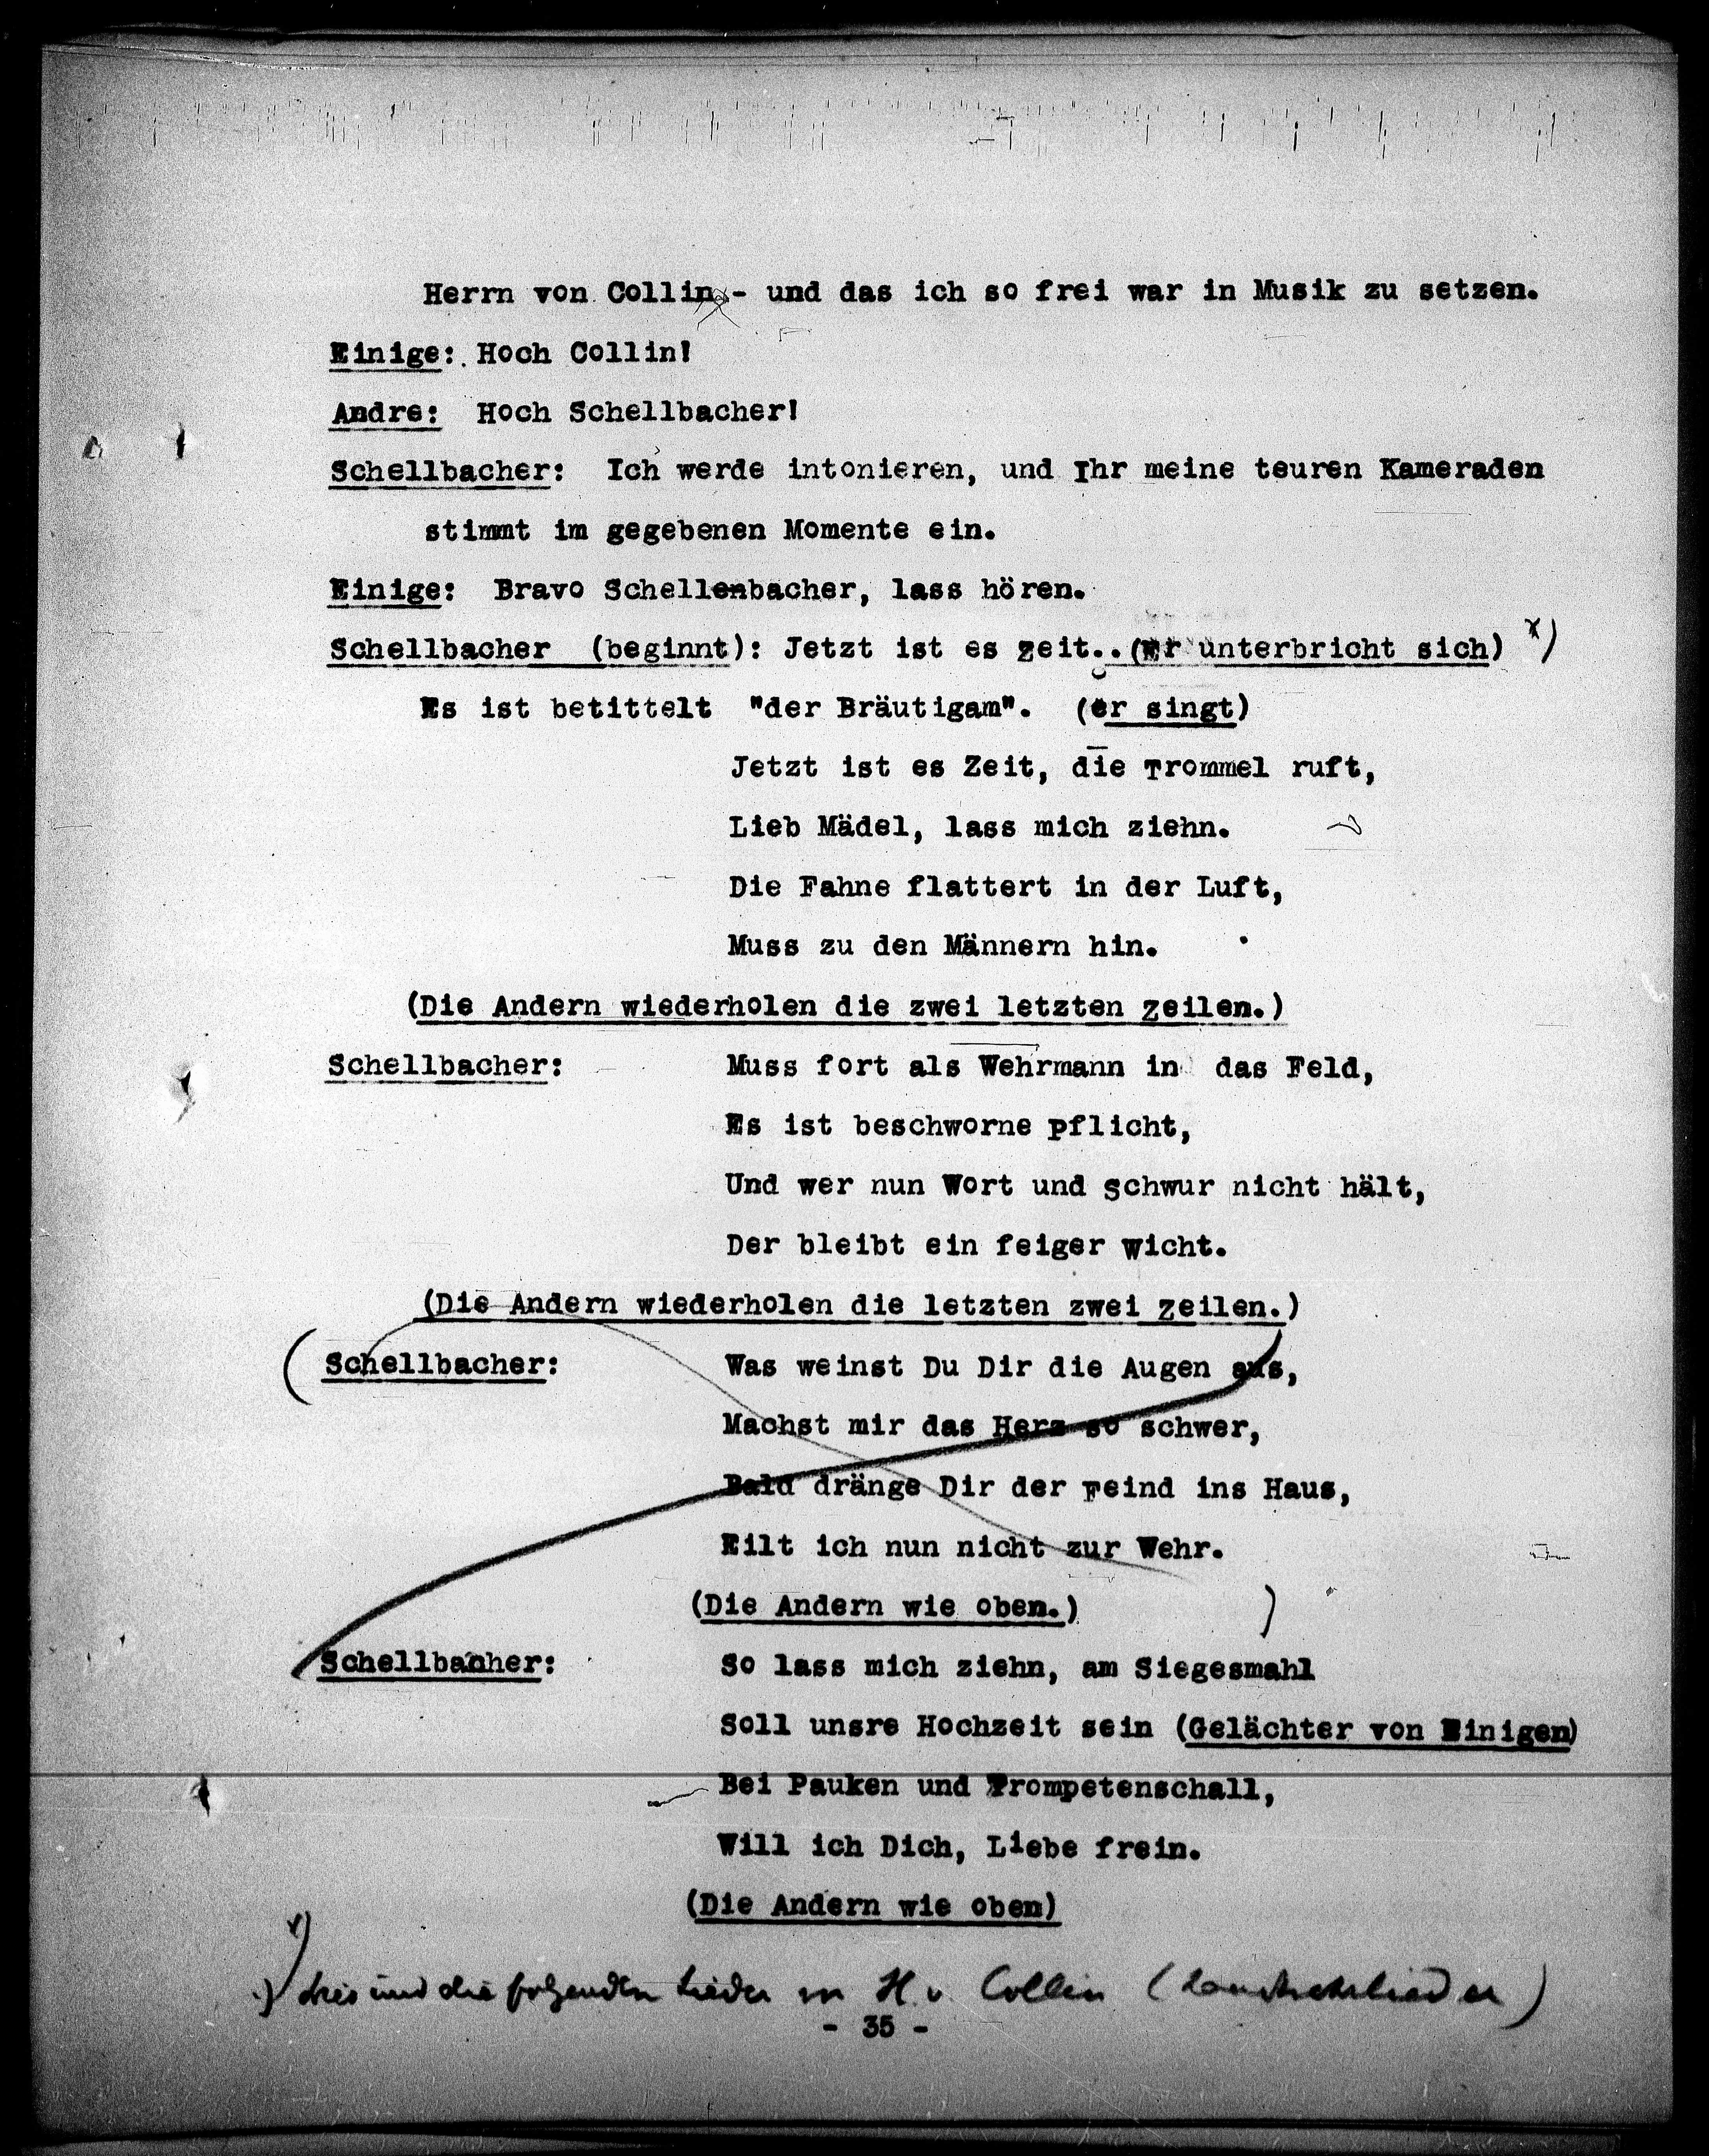 Herrn von Collin - und das ich so frei war in Musik zu setzen.
Einige: Hoch Collin!
Andre: Hoch Schellbacher!
Schellbacher: Ich werde intonieren, und Ihr meine teuren Kameraden
stimmt im gegebenen Momente ein.
Einige: Bravo Schellenbacher, lass hören.
Schellbacher (beginnt): Jetzt ist es Zeit..(er unterbricht sich) x)
Es ist betittelt "der Bräutigam". (er singt)
Jetzt ist es Zeit, die Trommel ruft,
Lieb Mädel, lass mich ziehn.
Die Fahne flattert in der Luft,
Muss zu den Männern hin.
(Die Andern wiederholen die zwei letzten Zeilen.)
Schellbacher: Muss fort als Wehrmann in das Feld,
Es ist beschworne Pflicht,
Und wer nun Wort und Schwur nicht hält,
Der bleibt ein feiger Wicht.
(Die Andern wiederholen die letzten zwei Zeilen.)
(Schellbacher: Was weinst Du Dir die Augen aus,
Machst mir das Herz so schwer,
Bald dränge Dir der Feind ins Haus,
Eilt ich nun nicht zur Wehr.
(Die Andern wie oben.) )
Schellbacher: So lass mich ziehn, am Siegesmahl
Soll unsre Hochzeit sein (Gelächter von Einigen)
Bei Pauken und Trompetenschall,
Will ich Dich, Liebe frein.
(Die Andern wie oben)
x) dies und die folgenden Lieder von H. v. Collin (Landwehrlieder)
- 35 -